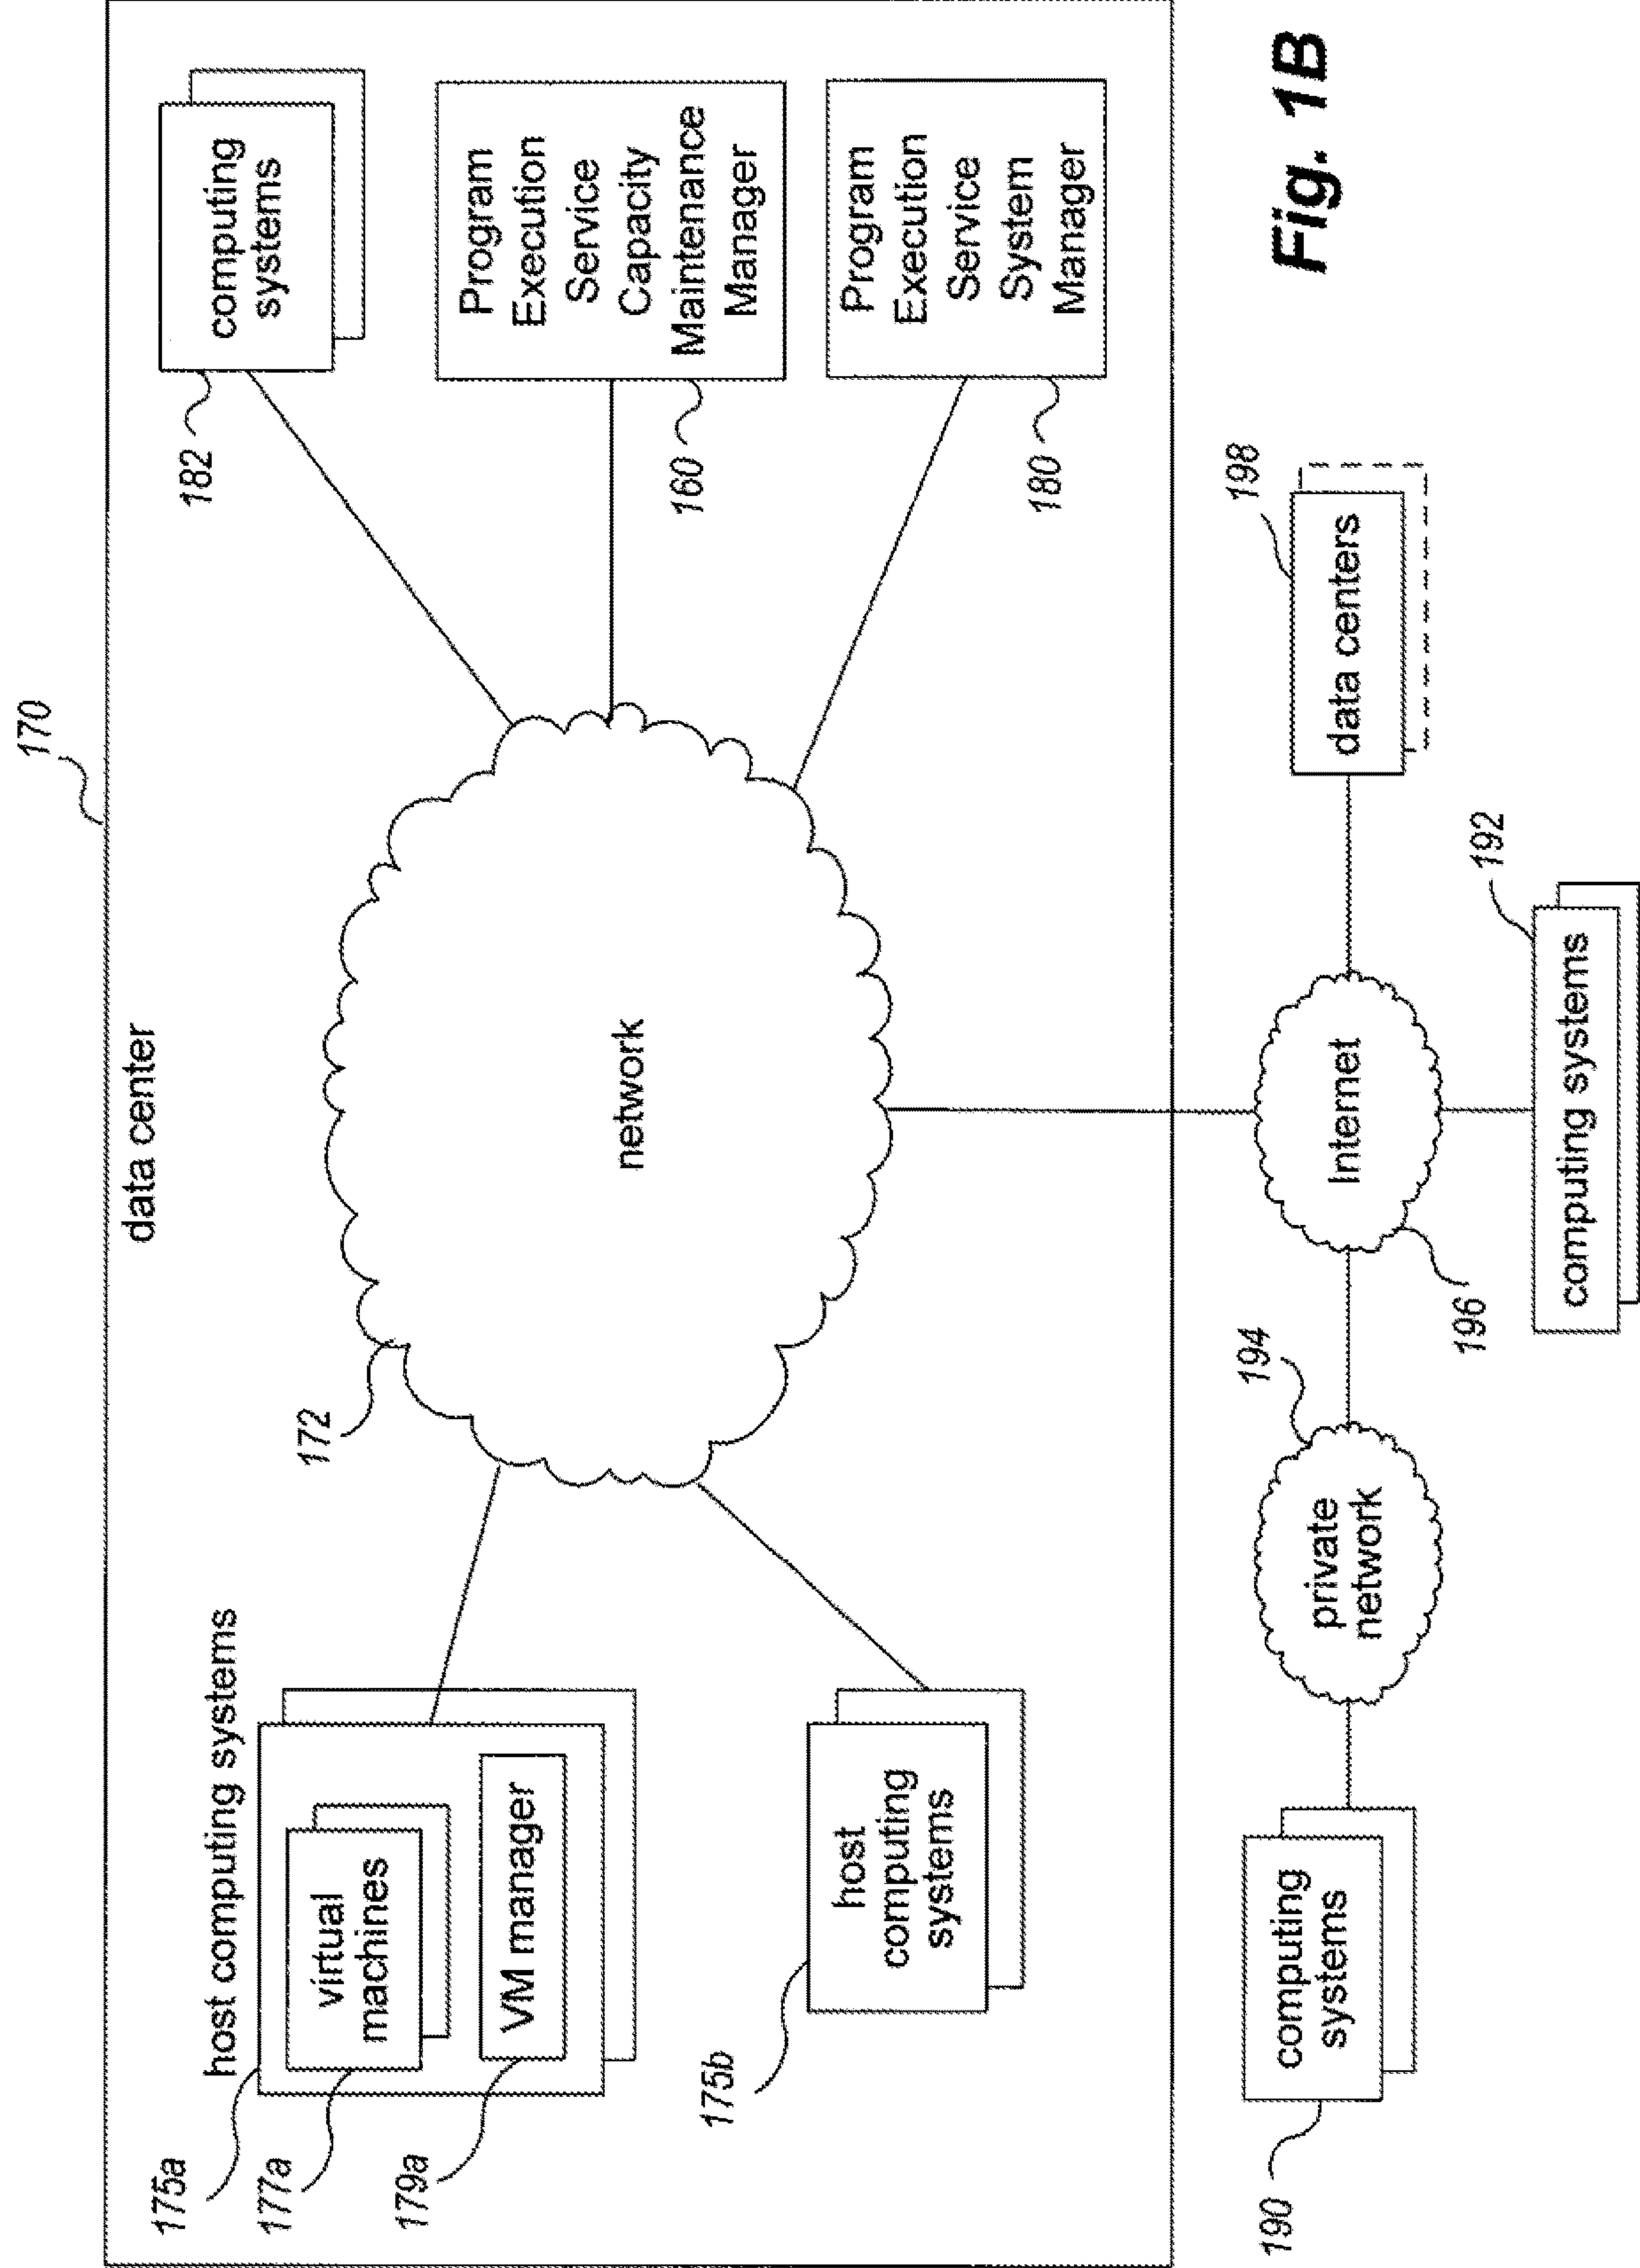 170
data center
host computing systems
175a
virtual
machines
177a
VM manager
179a
host
computing
systems
175b
172
network
computing
systems
182
Program
Execution
Service
Capacity
Maintenance
Manager
160
Program
Execution
Service
System
Manager
180
computing
systems
190
private
network
194
Internet
196
data centers
198
computing systems
192
Fig. 1B